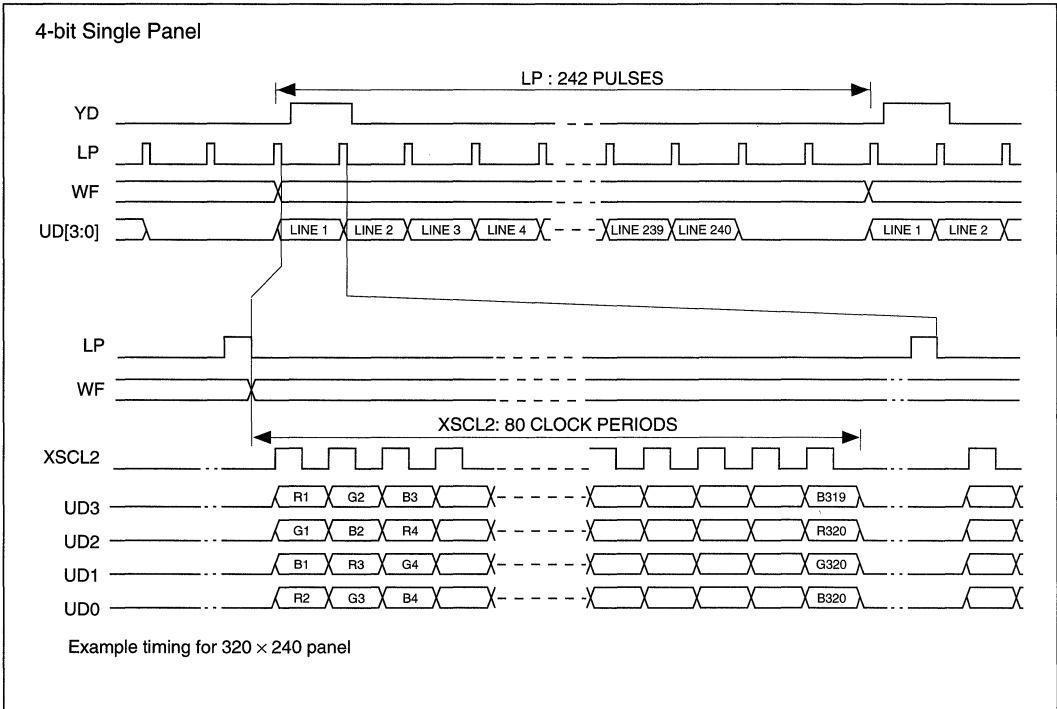 4-bit Single Panel
LP : 242 PULSES
YD
LP
WF
UD[3:0] LINE 1 LINE 2 LINE 3 LINE 4 LINE 239 LINE 240 LINE 1 LINE 2
LP
WF
XSCL2: 80 CLOCK PERIODS
XSCL2
UD3 R1 G2 B3 B319
UD2 G1 B2 R4 R320
UD1 B1 R3 G4 G320
UD0 R2 G3 B4 B320
Example timing for 320 × 240 panel